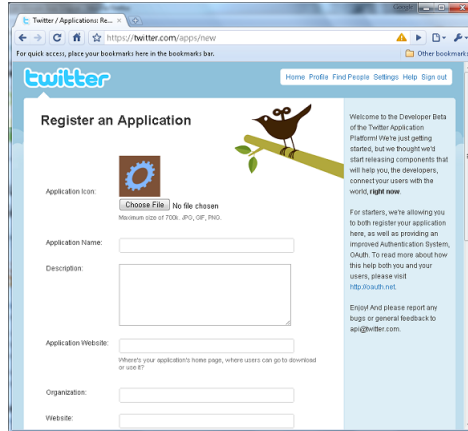 Google
Twitter / Applications: Re...
https://twitter.com/apps/new
For quick access, place your bookmarks here in the bookmarks bar.
Other bookmarks
twitter
Home Profile Find People Settings Help Sign out
Register an Application
Application Icon:
Choose File No file chosen
Maximum size of 700k. JPG, GIF, PNG.
Application Name:
Description:
Application Website:
Where's your application's home page, where users can go to download
or use it?
Organization:
Website:
Welcome to the Developer Beta
of the Twitter Application
Platform! We're just getting
started, but we thought we'd
start releasing components that
will help you, the developers,
connect your users with the
world, right now.
For starters, we're allowing you
to both register your application
here, as well as providing an
improved Authentication System,
OAuth. To read more about how
this help both you and your
users, please visit
http://oauth.net.
Enjoy! And please report any
bugs or general feedback to
api@twitter.com.